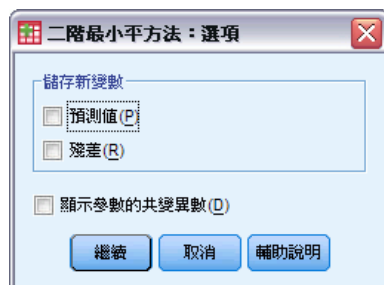 二階最小平方法：選項
儲存新變數
預測值(P)
殘差(R)
顯示參數的共變異數(D)
繼續 取消 輔助說明